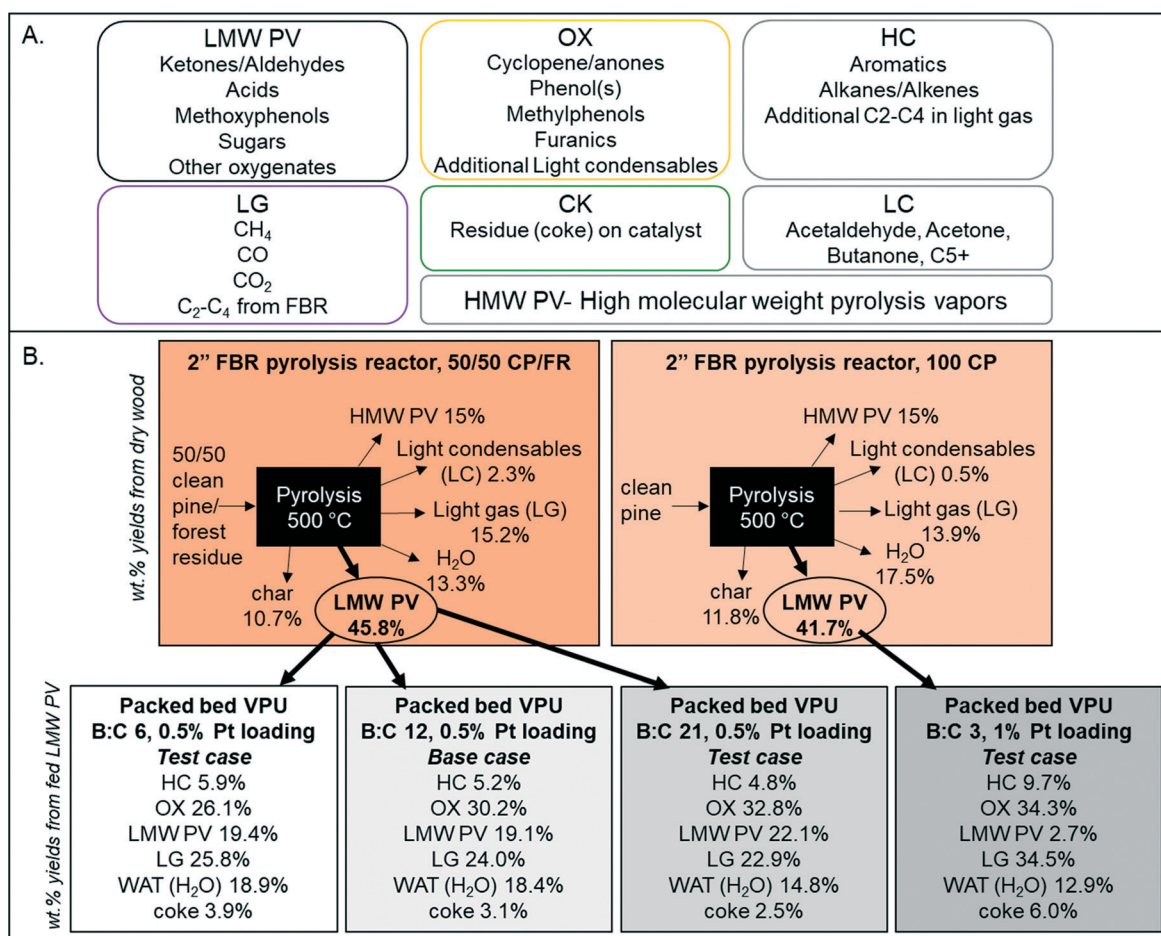 A.
LMW PV
Ketones/Aldehydes
Acids
Methoxyphenols
Sugars
Other oxygenates
OX
Cyclopene/anones
Phenol(s)
Methylphenols
Furanics
Additional Light condensables
HC
Aromatics
Alkanes/Alkenes
Additional C2-C4 in light gas
LG
CH₄
CO
CO₂
C₂-C₄ from FBR
CK
Residue (coke) on catalyst
LC
Acetaldehyde, Acetone,
Butanone, C5+
HMW PV- High molecular weight pyrolysis vapors
B.
wt.% yields from dry wood
2” FBR pyrolysis reactor, 50/50 CP/FR
50/50
clean
pine/
forest
residue
Pyrolysis
500 °C
HMW PV 15%
Light condensables
(LC) 2.3%
Light gas (LG)
15.2%
H₂O
13.3%
char
10.7%
LMW PV
45.8%
2” FBR pyrolysis reactor, 100 CP
clean
pine
Pyrolysis
500 °C
HMW PV 15%
Light condensables
(LC) 0.5%
Light gas (LG)
13.9%
H₂O
17.5%
char
11.8%
LMW PV
41.7%
wt.% yields from fed LMW PV
Packed bed VPU
B:C 6, 0.5% Pt loading
Test case
HC 5.9%
OX 26.1%
LMW PV 19.4%
LG 25.8%
WAT (H₂O) 18.9%
coke 3.9%
Packed bed VPU
B:C 12, 0.5% Pt loading
Base case
HC 5.2%
OX 30.2%
LMW PV 19.1%
LG 24.0%
WAT (H₂O) 18.4%
coke 3.1%
Packed bed VPU
B:C 21, 0.5% Pt loading
Test case
HC 4.8%
OX 32.8%
LMW PV 22.1%
LG 22.9%
WAT (H₂O) 14.8%
coke 2.5%
Packed bed VPU
B:C 3, 1% Pt loading
Test case
HC 9.7%
OX 34.3%
LMW PV 2.7%
LG 34.5%
WAT (H₂O) 12.9%
coke 6.0%